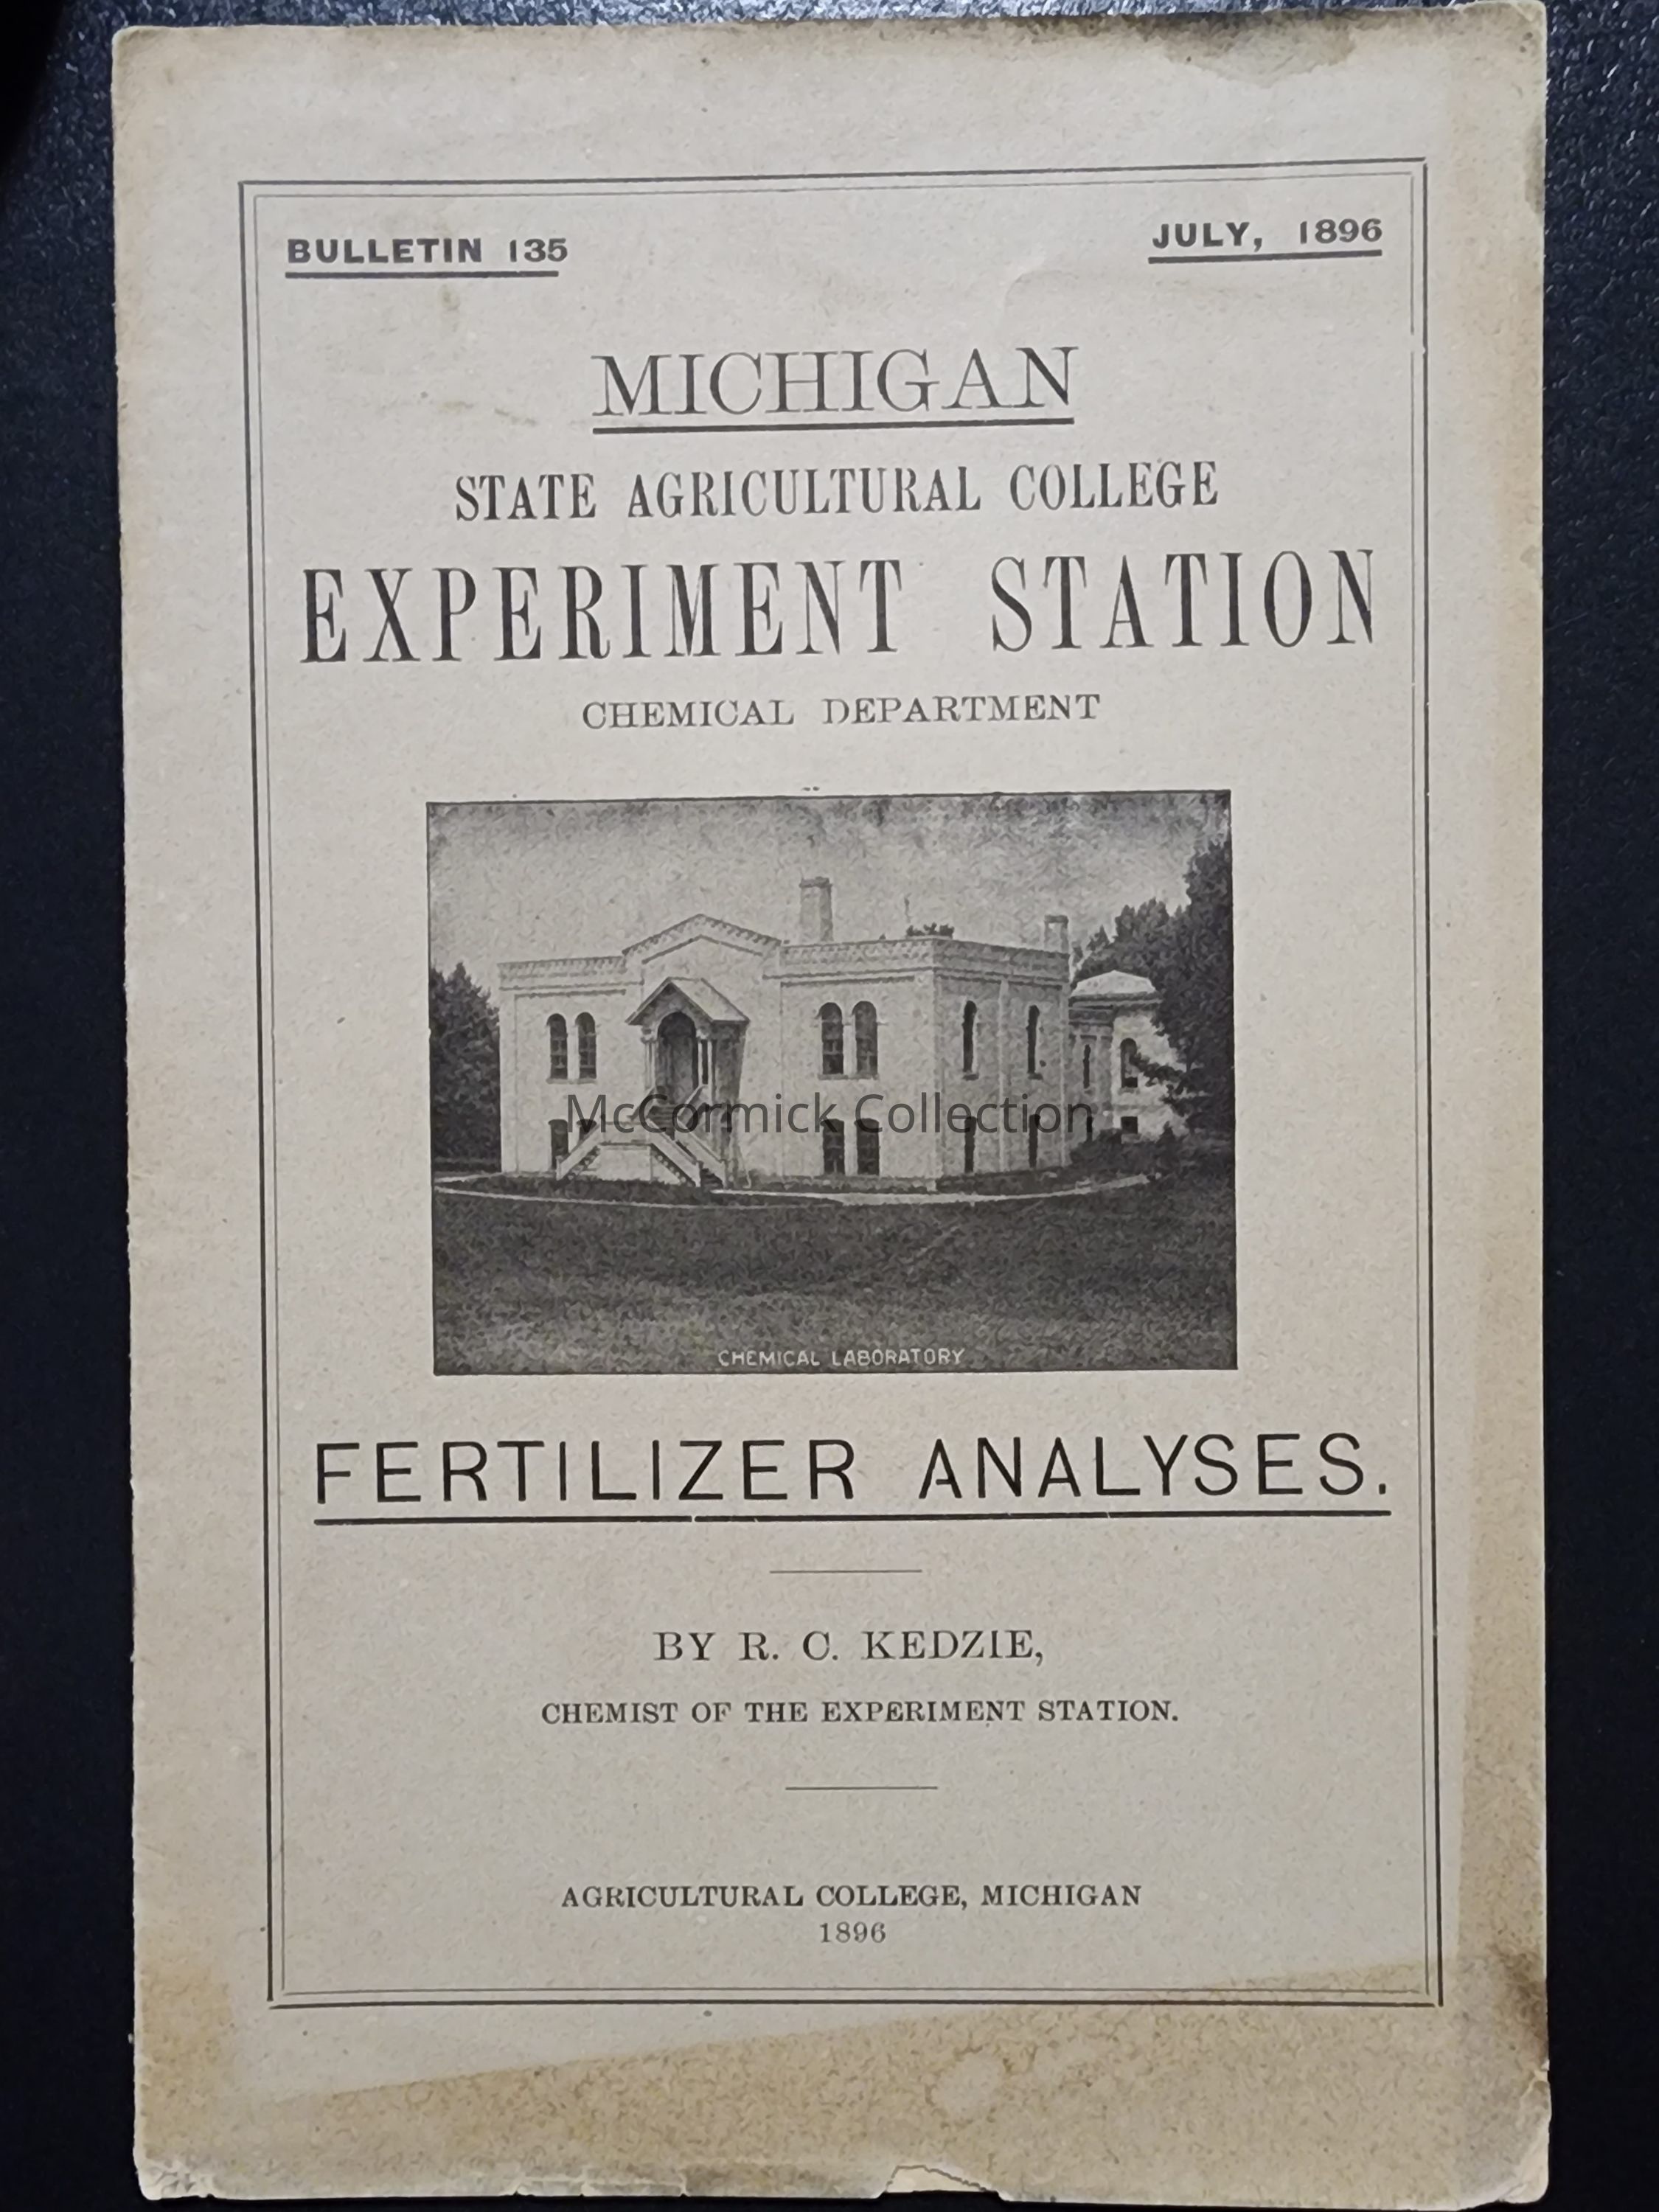 BULLETIN 135
JULY, 1896
MICHIGAN
STATE AGRICULTURAL COLLEGE
EXPERIMENT STATION
CHEMICAL DEPARTMENT
McCormick Collection
CHEMICAL LABORATORY
FERTILIZER ANALYSES.
BY R. C. KEDZIE,
CHEMIST OF THE EXPERIMENT STATION.
AGRICULTURAL COLLEGE, MICHIGAN
1896